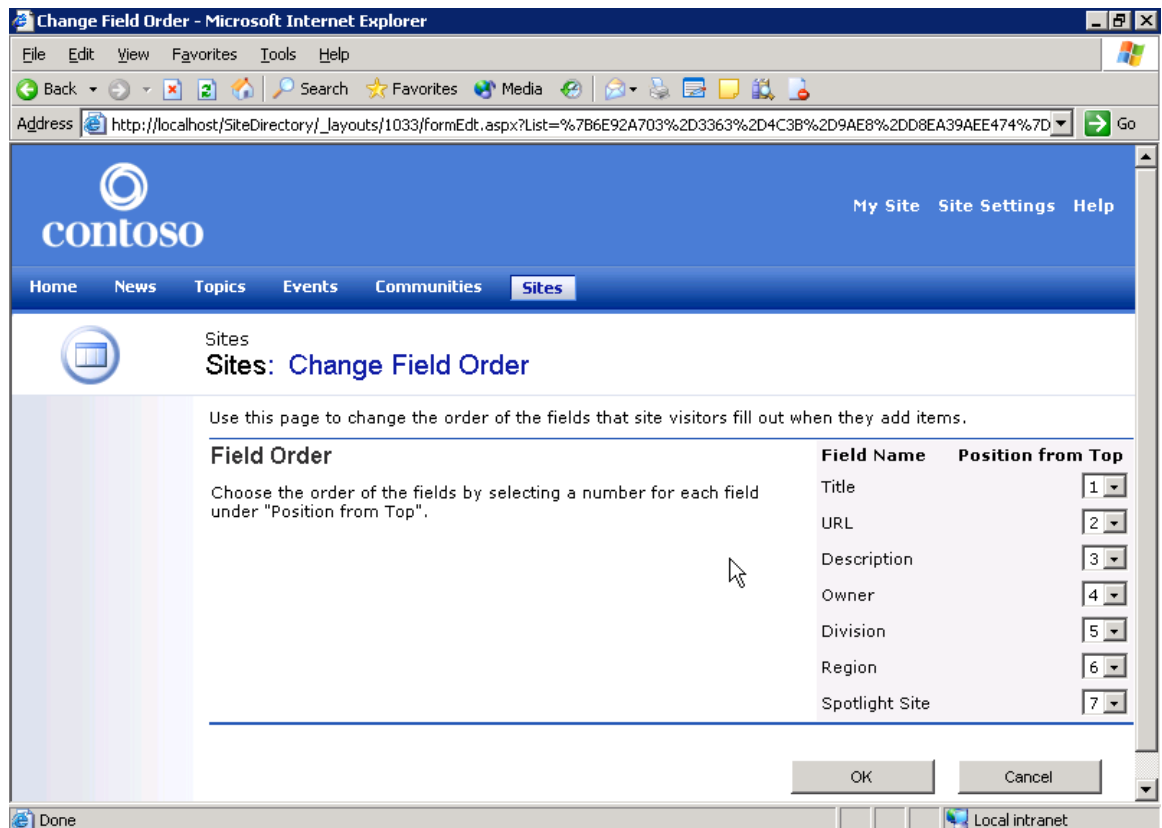 Change Field Order - Microsoft Internet Explorer
File Edit View Favorites Tools Help
Back Search Favorites Media
Address http://localhost/SiteDirectory/_layouts/1033/formEdt.aspx?List=%7B6E92A703%2D3363%2D4C3B%2D9AE8%2DD8EA39AEE474%7D Go
contoso
My Site Site Settings Help
Home News Topics Events Communities Sites
Sites
Sites: Change Field Order
Use this page to change the order of the fields that site visitors fill out when they add items.
Field Order
Choose the order of the fields by selecting a number for each field
under "Position from Top".
Field Name Position from Top
Title 1
URL 2
Description 3
Owner 4
Division 5
Region 6
Spotlight Site 7
OK Cancel
Done Local intranet